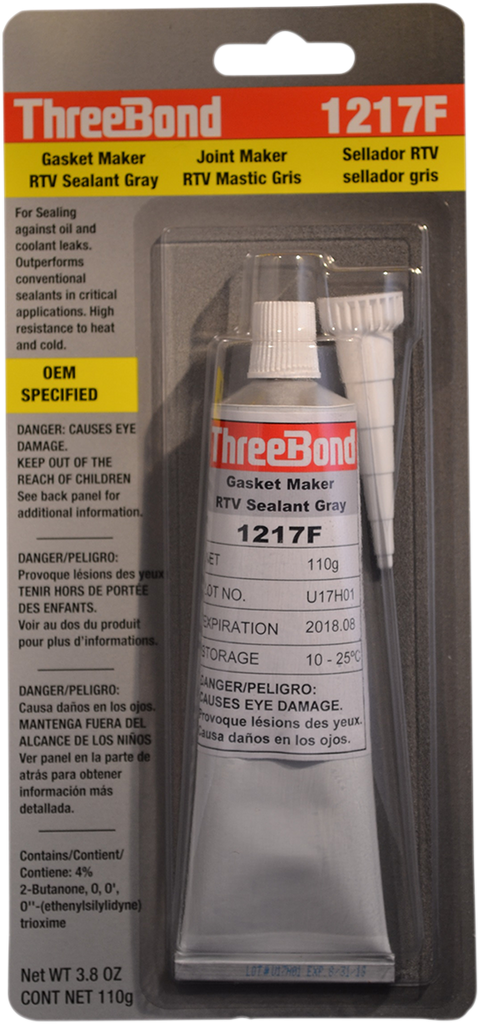 ThreeBond 1217F
Gasket Maker
RTV Sealant Gray
Joint Maker
RTV Mastic Gris
Sellador RTV
sellador gris
For Sealing
against oil and
coolant leaks.
Outperforms
conventional
sealants in critical
applications. High
resistance to heat
and cold.
OEM
SPECIFIED
DANGER: CAUSES EYE
DAMAGE.
KEEP OUT OF THE
REACH OF CHILDREN
See back panel for
additional information.
DANGER/PELIGRO:
Provoque lésions des yeux
TENIR HORS DE PORTÉE
DES ENFANTS.
Voir au dos du produit
pour plus d'informations.
DANGER/PELIGRO:
Causa daños en los ojos.
MANTENGA FUERA DEL
ALCANCE DE LOS NIÑOS
Ver panel en la parte de
atrás para obtener
información más
detallada.
Contains/Contient/
Contiene: 4%
2-Butanone, O, O',
O''-(ethenylsilylidyne)
trioxime
Net WT 3.8 OZ
CONT NET 110g
ThreeBond
Gasket Maker
RTV Sealant Gray
1217F
NET 110g
LOT NO. U17H01
EXPIRATION 2018.08
STORAGE 10 - 25ºC
DANGER/PELIGRO:
CAUSES EYE DAMAGE.
Provoque lésions des yeux.
Causa daños en los ojos.
LOT# U17H01 EXP 8/31/18